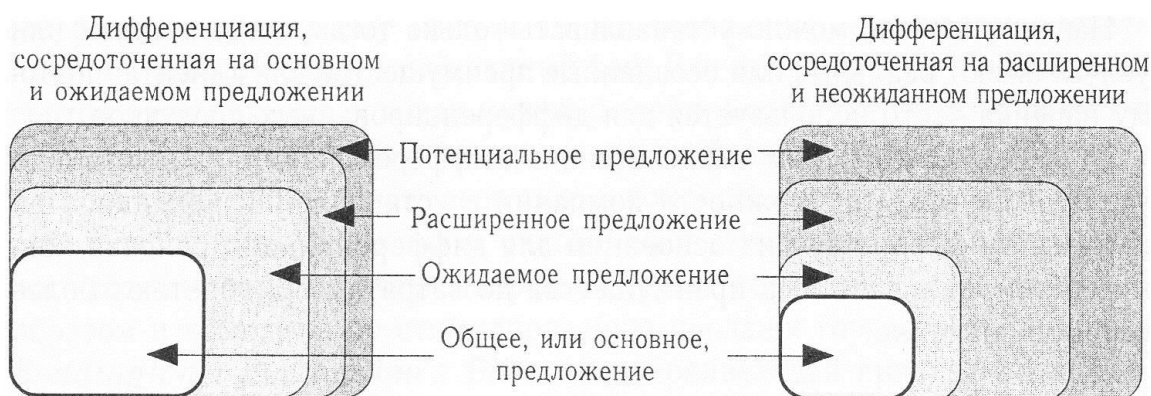 Дифференциация,
сосредоточенная на основном
и ожидаемом предложении
Дифференциация,
сосредоточенная на расширенном
и неожиданном предложении
Потенциальное предложение
Расширенное предложение
Ожидаемое предложение
Общее, или основное,
предложение